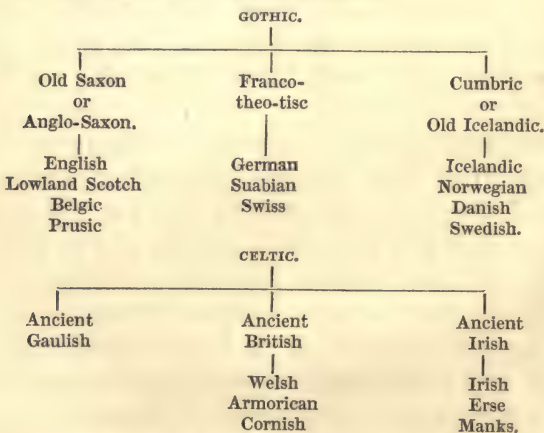 GOTHIC.
Old Saxon
or
Anglo-Saxon.
English
Lowland Scotch
Belgic
Prusic
Franco-
theo-tisc
German
Suabian
Swiss
Cumbric
or
Old Icelandic.
Icelandic
Norwegian
Danish
Swedish.
CELTIC.
Ancient
Gaulish
Ancient
British
Welsh
Armorican
Cornish
Ancient
Irish
Irish
Erse
Manks.